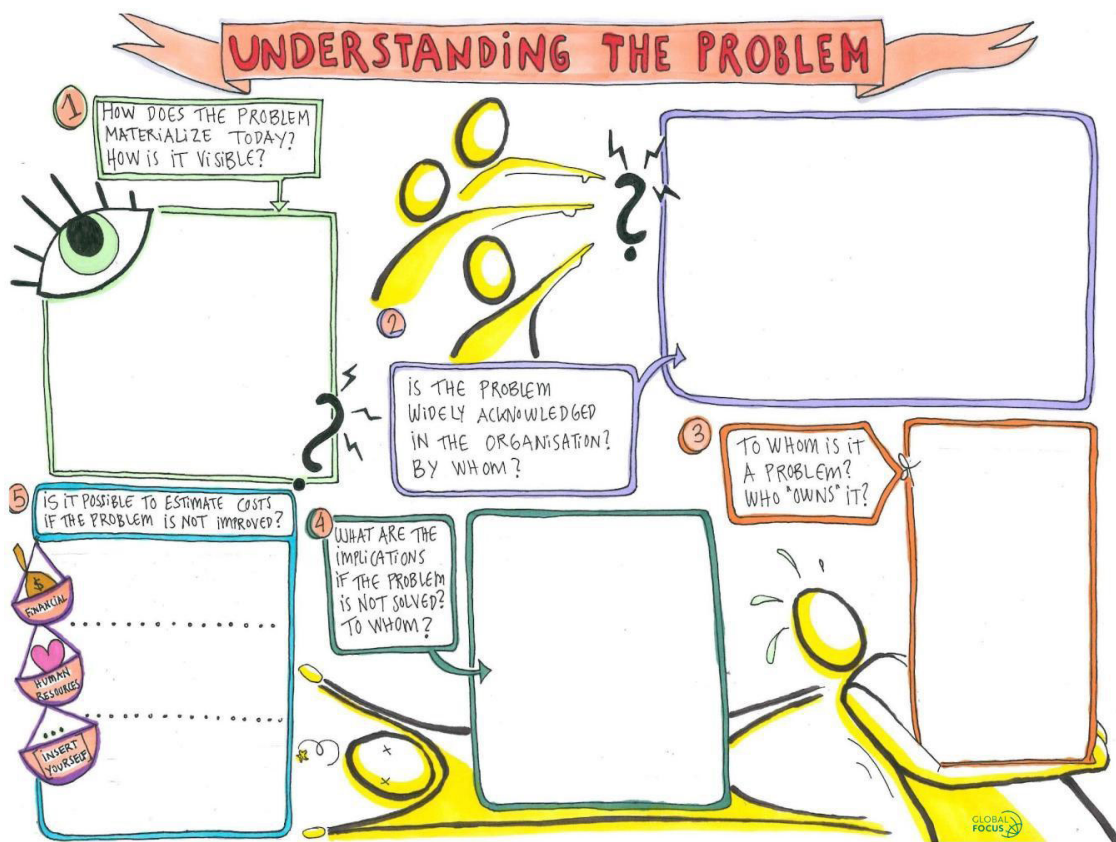 UNDERSTANDiNG THE PROBLEM
1
HOW DOES THE PROBLEM
MATERiALiZE TODAY?
HOW iS iT ViSiBLE?
2
iS THE PROBLEM
WiDELY ACKNOWLEDGED
iN THE ORGANiSATiON?
BY WHOM?
3
TO WHOM iS iT
A PROBLEM?
WHO "OWNS" iT?
4
WHAT ARE THE
iMPLiCATiONS
iF THE PROBLEM
iS NOT SOLVED?
TO WHOM?
5
iS iT POSSiBLE TO ESTiMATE COSTS
iF THE PROBLEM iS NOT iMPROVED?
$
FiNANCiAL
HUMAN
RESOURCES
...
iNSERT
YOURSELF
?
?
GLOBAL
FOCUS